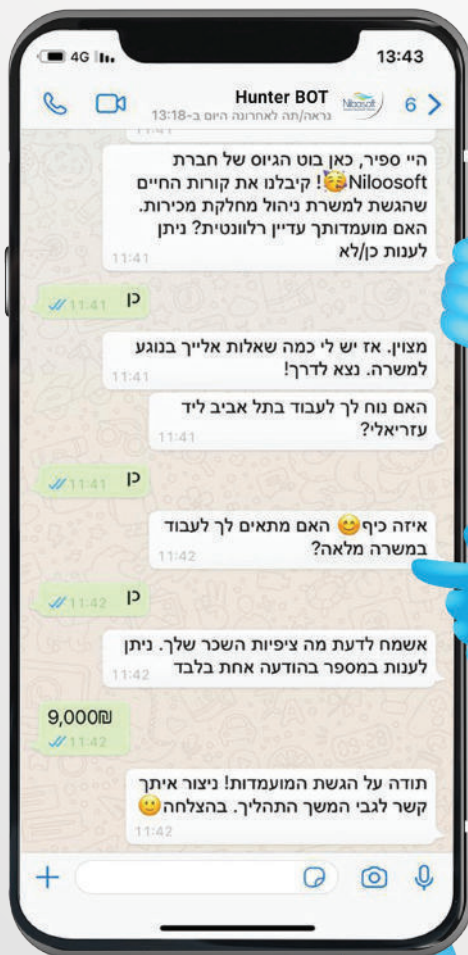 4G 13:43
Hunter BOT Niloosoft 6
נראה/תה לאחרונה היום ב-13:18
היי ספיר, כאן בוט הגיוס של חברת
Niloosoft🥳! קיבלנו את קורות החיים
שהגשת למשרת ניהול מחלקת מכירות.
האם מועמדותך עדיין רלוונטית? ניתן
לענות כן/לא
11:41
כן
11:41
מצוין. אז יש לי כמה שאלות אלייך בנוגע
למשרה. נצא לדרך!
11:41
האם נוח לך לעבוד בתל אביב ליד
עזריאלי?
11:41
כן
11:41
איזה כיף😊 האם מתאים לך לעבוד
במשרה מלאה?
11:42
כן
11:42
אשמח לדעת מה ציפיות השכר שלך. ניתן
לענות במספר בהודעה אחת בלבד
11:42
9,000₪
11:42
תודה על הגשת המועמדות! ניצור איתך
קשר לגבי המשך התהליך. בהצלחה🙂
11:42